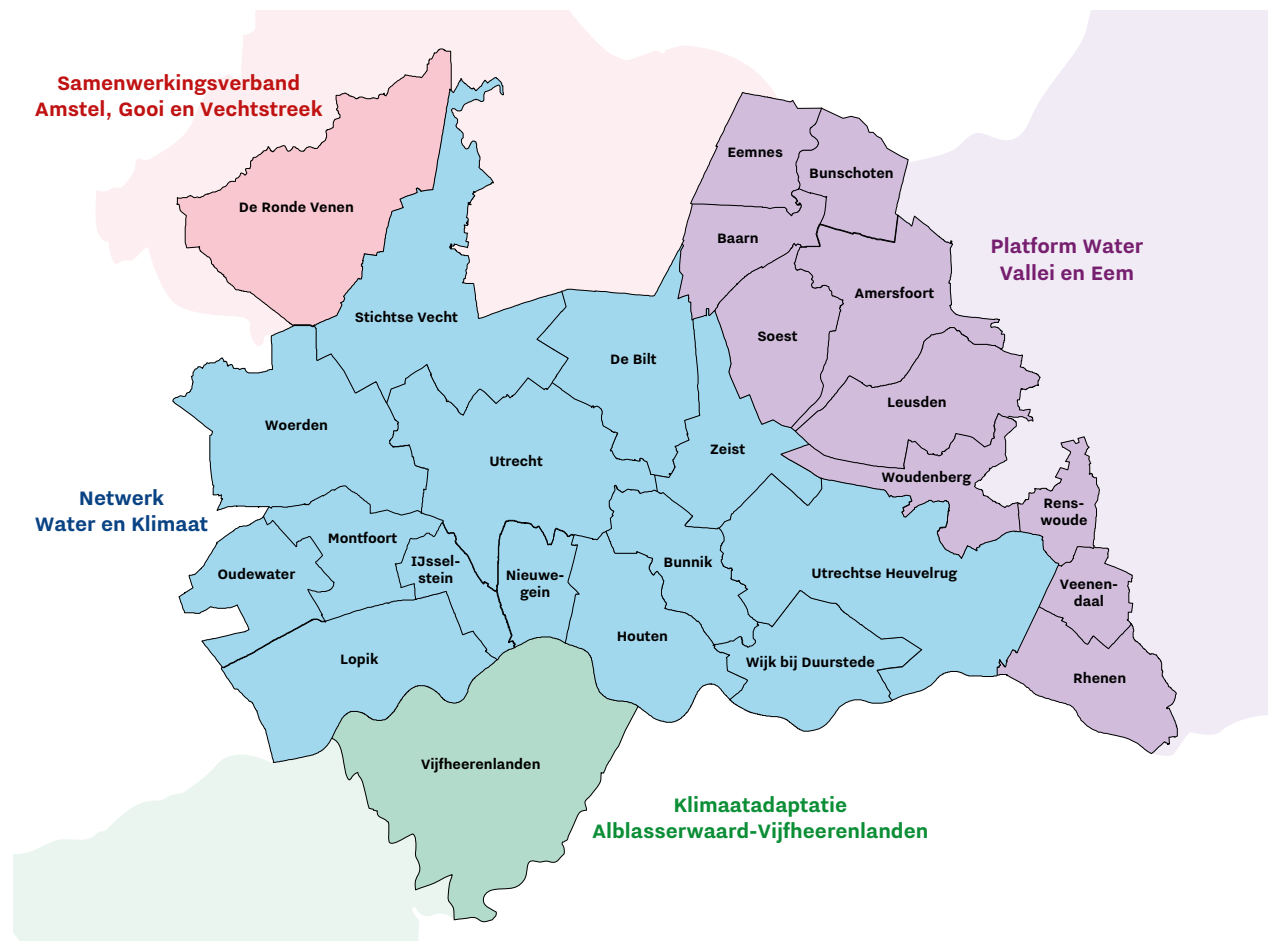 Samenwerkingsverband
Amstel, Gooi en Vechtstreek
De Ronde Venen
Eemnes
Bunschoten
Baarn
Platform Water
Vallei en Eem
Amersfoort
Stichtse Vecht
Soest
De Bilt
Leusden
Woerden
Zeist
Utrecht
Woudenberg
Netwerk
Water en Klimaat
Rens-
woude
Montfoort
IJssel-
stein
Bunnik
Oudewater
Nieuwe-
gein
Utrechtse Heuvelrug
Veenen-
daal
Houten
Lopik
Wijk bij Duurstede
Rhenen
Vijfheerenlanden
Klimaatadaptatie
Alblasserwaard-Vijfheerenlanden